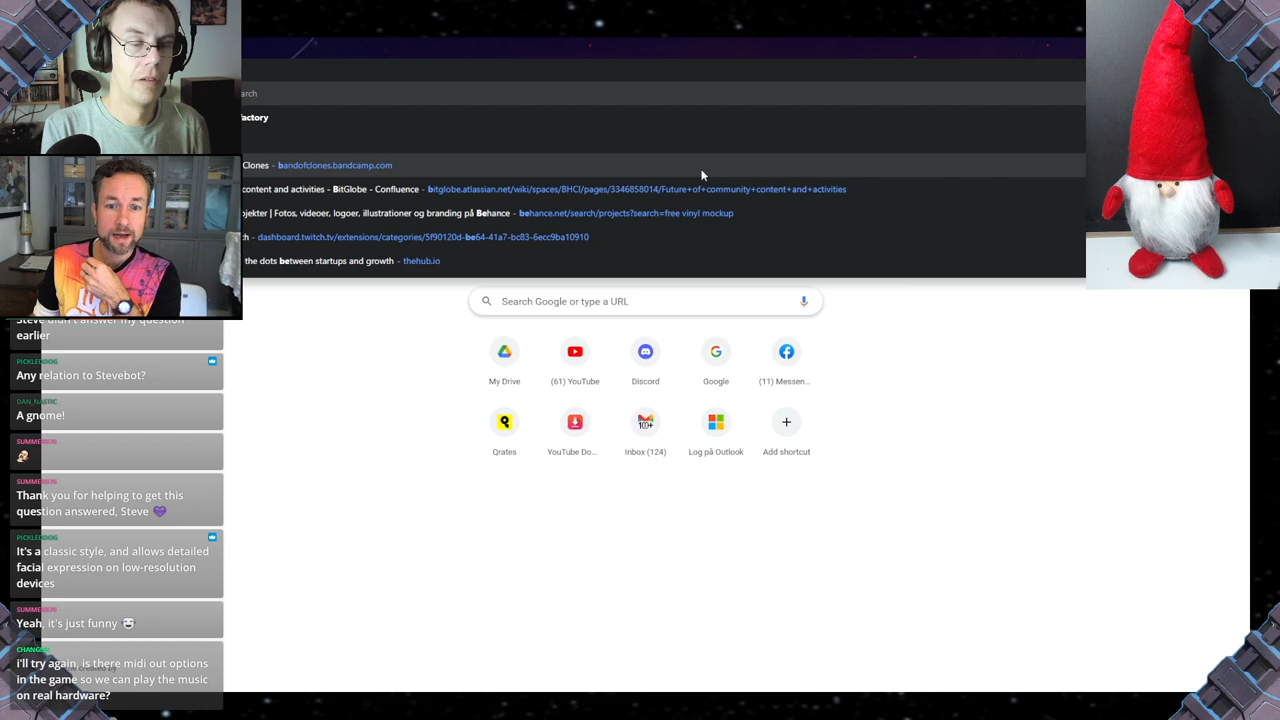 arch
factory
Clones - bandofclones.bandcamp.com
content and activities - BitGlobe - Confluence - bitglobe.atlassian.net/wiki/spaces/BHCI/pages/3346858014/Future+of+community+content+and+activities
ojekter | Fotos, videoer, logoer, illustrationer og branding på Behance - behance.net/search/projects?search=free vinyl mockup
ch - dashboard.twitch.tv/extensions/categories/5f90120d-be64-41a7-bc83-6ecc9ba10910
the dots between startups and growth - thehub.io
Search Google or type a URL
My Drive
(61) YouTube
Discord
Google
(11) Messen...
Qrates
YouTube Do...
Inbox (124)
Log på Outlook
Add shortcut
Steve didn't answer my question
earlier
PICKLEDDOG
Any relation to Stevebot?
DAN_NASTIC
A gnome!
Thank you for helping to get this
question answered, Steve 💜
PICKLEDDOG
It's a classic style, and allows detailed
facial expression on low-resolution
devices
Yeah, it's just funny
i'll try again, is there midi out options
in the game so we can play the music
on real hardware?